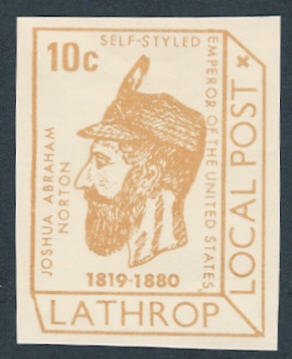 SELF-STYLED
10c
EMPEROR OF THE UNITED STATES
JOSHUA ABRAHAM
NORTON
1819-1880
LATHROP
LOCAL POST